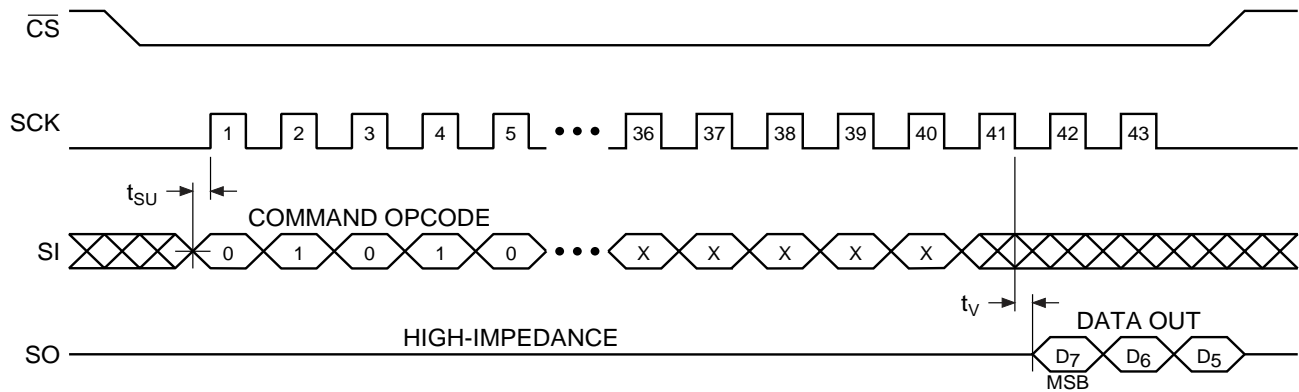 CS
SCK 1 2 3 4 5 ••• 36 37 38 39 40 41 42 43
tSU
COMMAND OPCODE
SI 0 1 0 1 0 ••• X X X X X
tV
HIGH-IMPEDANCE DATA OUT
SO D7 D6 D5
MSB